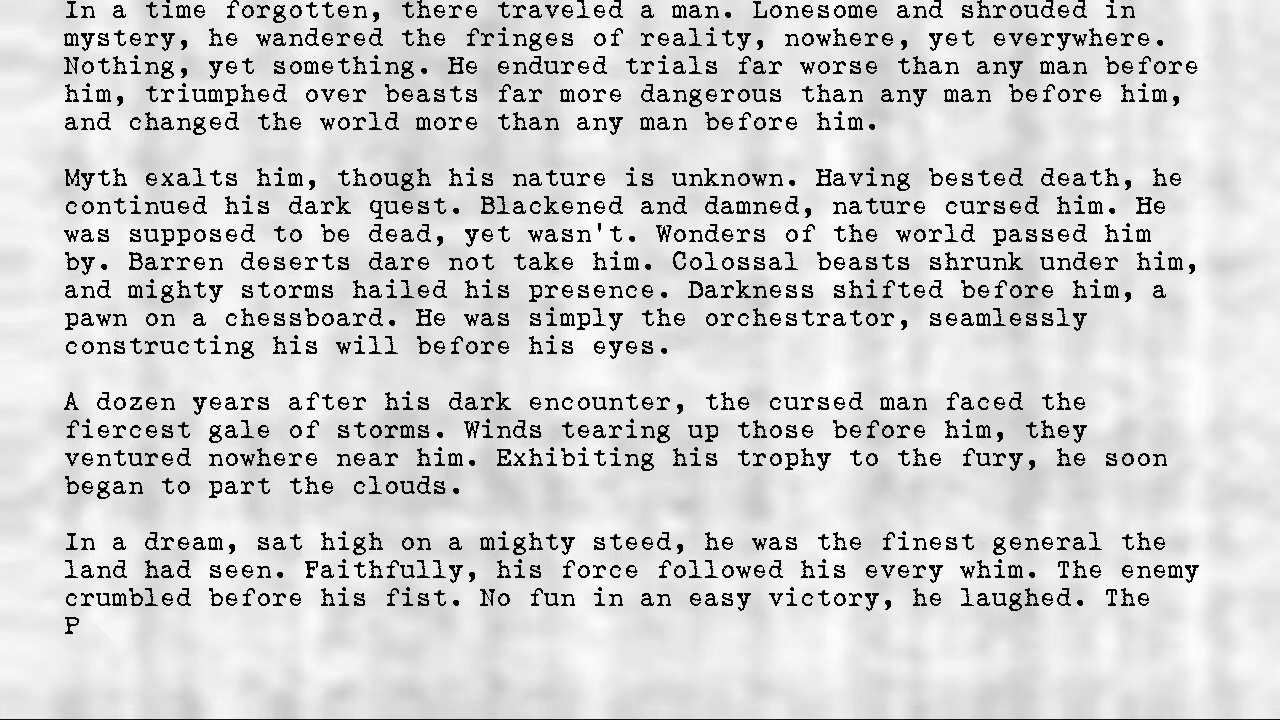 In a time forgotten, there traveled a man. Lonesome and shrouded in
mystery, he wandered the fringes of reality, nowhere, yet everywhere.
Nothing, yet something. He endured trials far worse than any man before
him, triumphed over beasts far more dangerous than any man before him,
and changed the world more than any man before him.
Myth exalts him, though his nature is unknown. Having bested death, he
continued his dark quest. Blackened and damned, nature cursed him. He
was supposed to be dead, yet wasn't. Wonders of the world passed him
by. Barren deserts dare not take him. Colossal beasts shrunk under him,
and mighty storms hailed his presence. Darkness shifted before him, a
pawn on a chessboard. He was simply the orchestrator, seamlessly
constructing his will before his eyes.
A dozen years after his dark encounter, the cursed man faced the
fiercest gale of storms. Winds tearing up those before him, they
ventured nowhere near him. Exhibiting his trophy to the fury, he soon
began to part the clouds.
In a dream, sat high on a mighty steed, he was the finest general the
land had seen. Faithfully, his force followed his every whim. The enemy
crumbled before his fist. No fun in an easy victory, he laughed. The
P